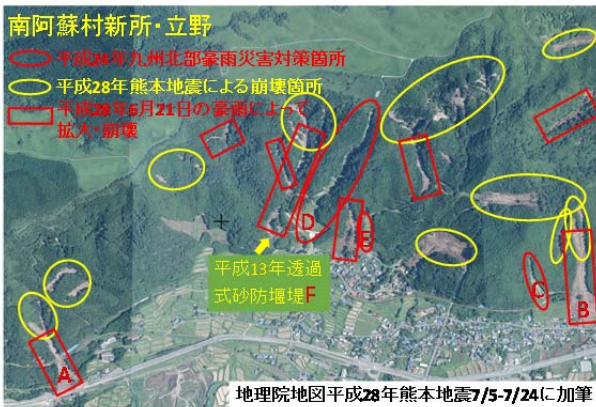 南阿蘇村新所・立野
平成24年九州北部豪雨災害対策箇所
平成28年熊本地震による崩壊箇所
平成28年6月21日の豪雨によって
拡大・崩壊
D
E
平成13年透過
式砂防堰堤F
C
B
A
地理院地図平成28年熊本地震7/5-7/24に加筆